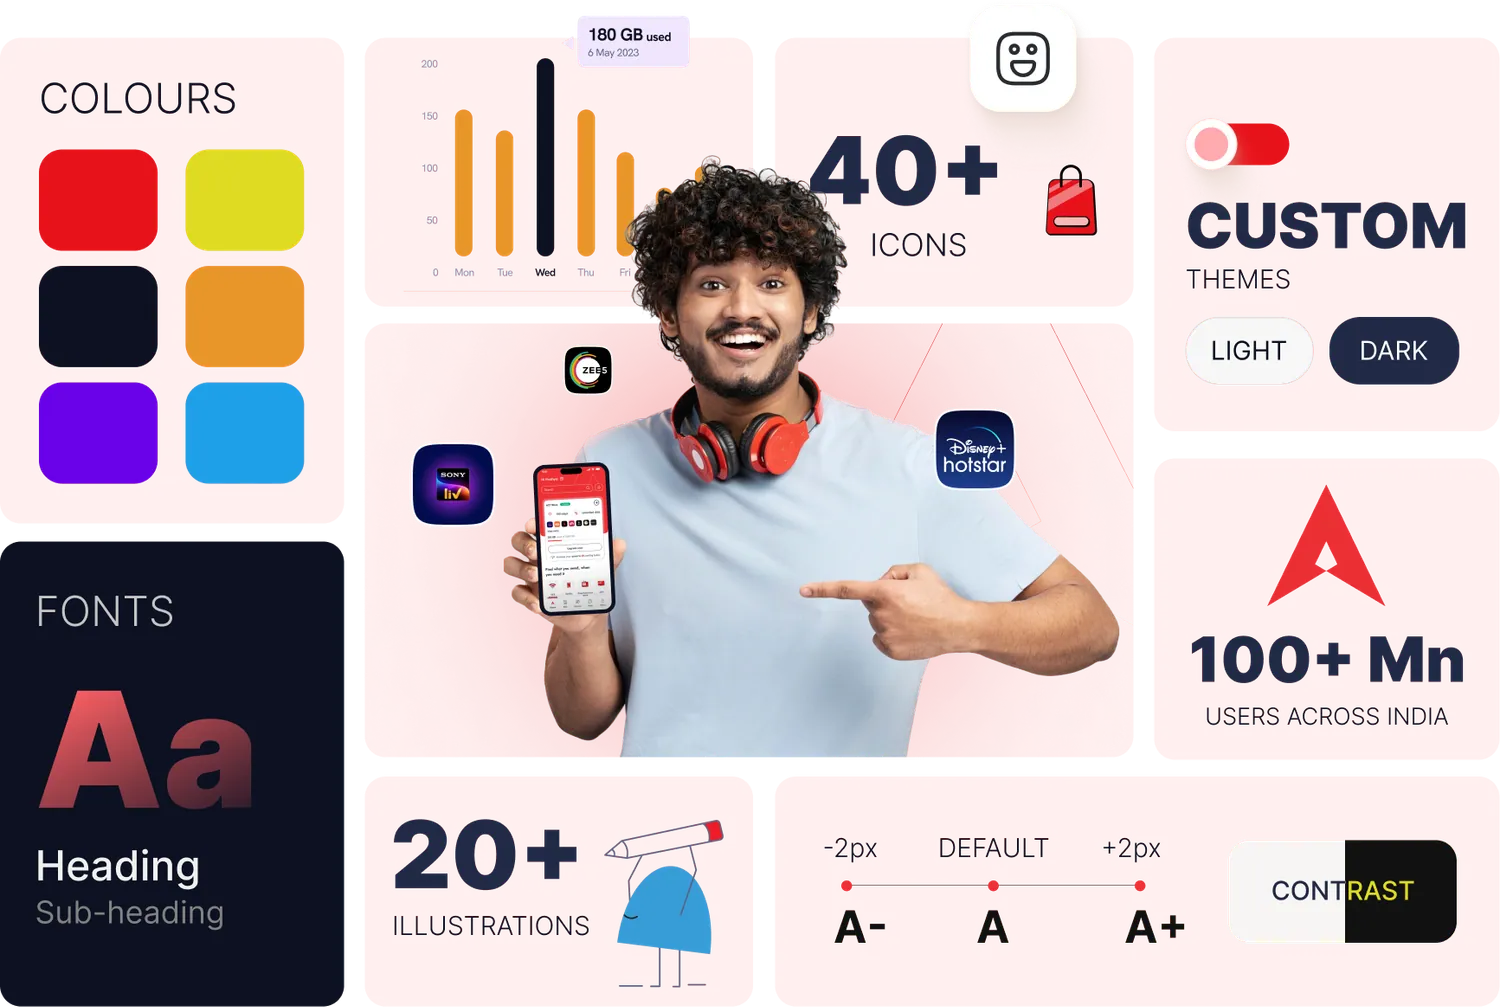 COLOURS
180 GB used
6 May 2023
200
150
100
50
0
Mon
Tue
Wed
Thu
Fri
40+
ICONS
CUSTOM
THEMES
LIGHT
DARK
ZEE5
SONY
liv
Disney+
hotstar
100+ Mn
USERS ACROSS INDIA
FONTS
Aa
Heading
Sub-heading
20+
ILLUSTRATIONS
-2px
DEFAULT
+2px
A-
A
A+
CONTRAST